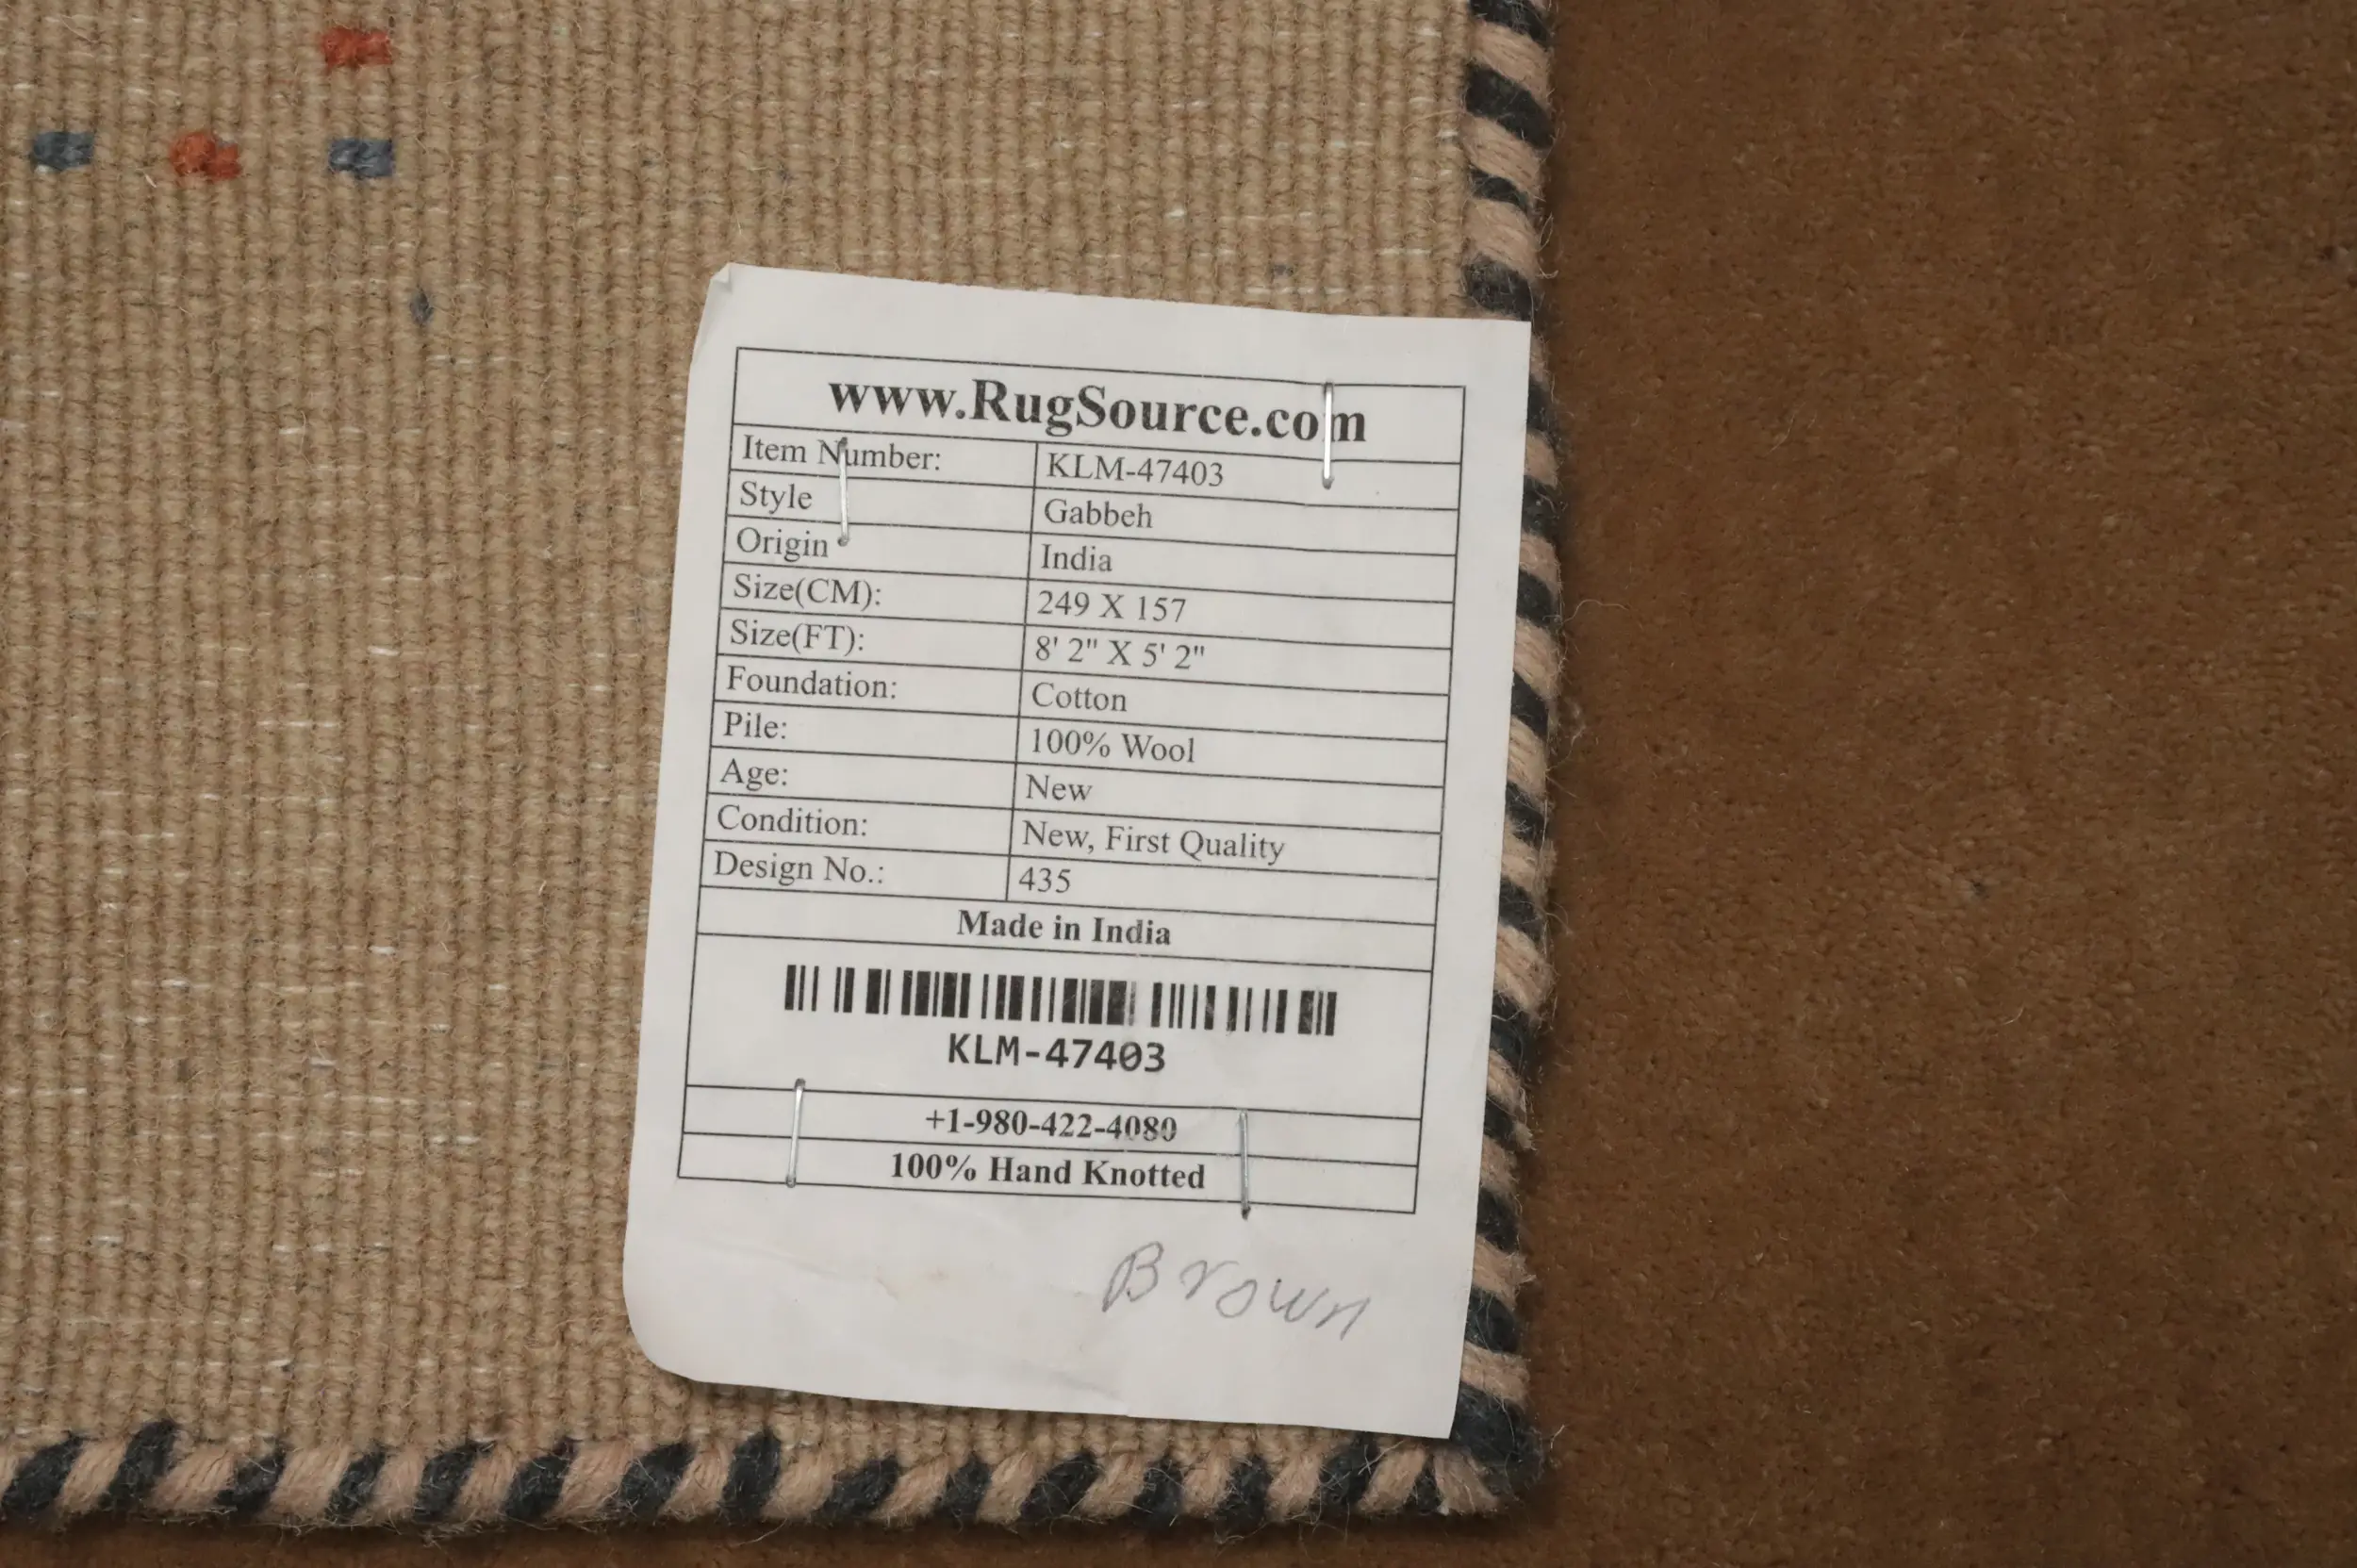 www.RugSource.com
Item Number: KLM-47403
Style Gabbeh
Origin India
Size(CM): 249 X 157
Size(FT): 8' 2" X 5' 2"
Foundation: Cotton
Pile: 100% Wool
Age: New
Condition: New, First Quality
Design No.: 435
Made in India
KLM-47403
+1-980-422-4080
100% Hand Knotted
Brown